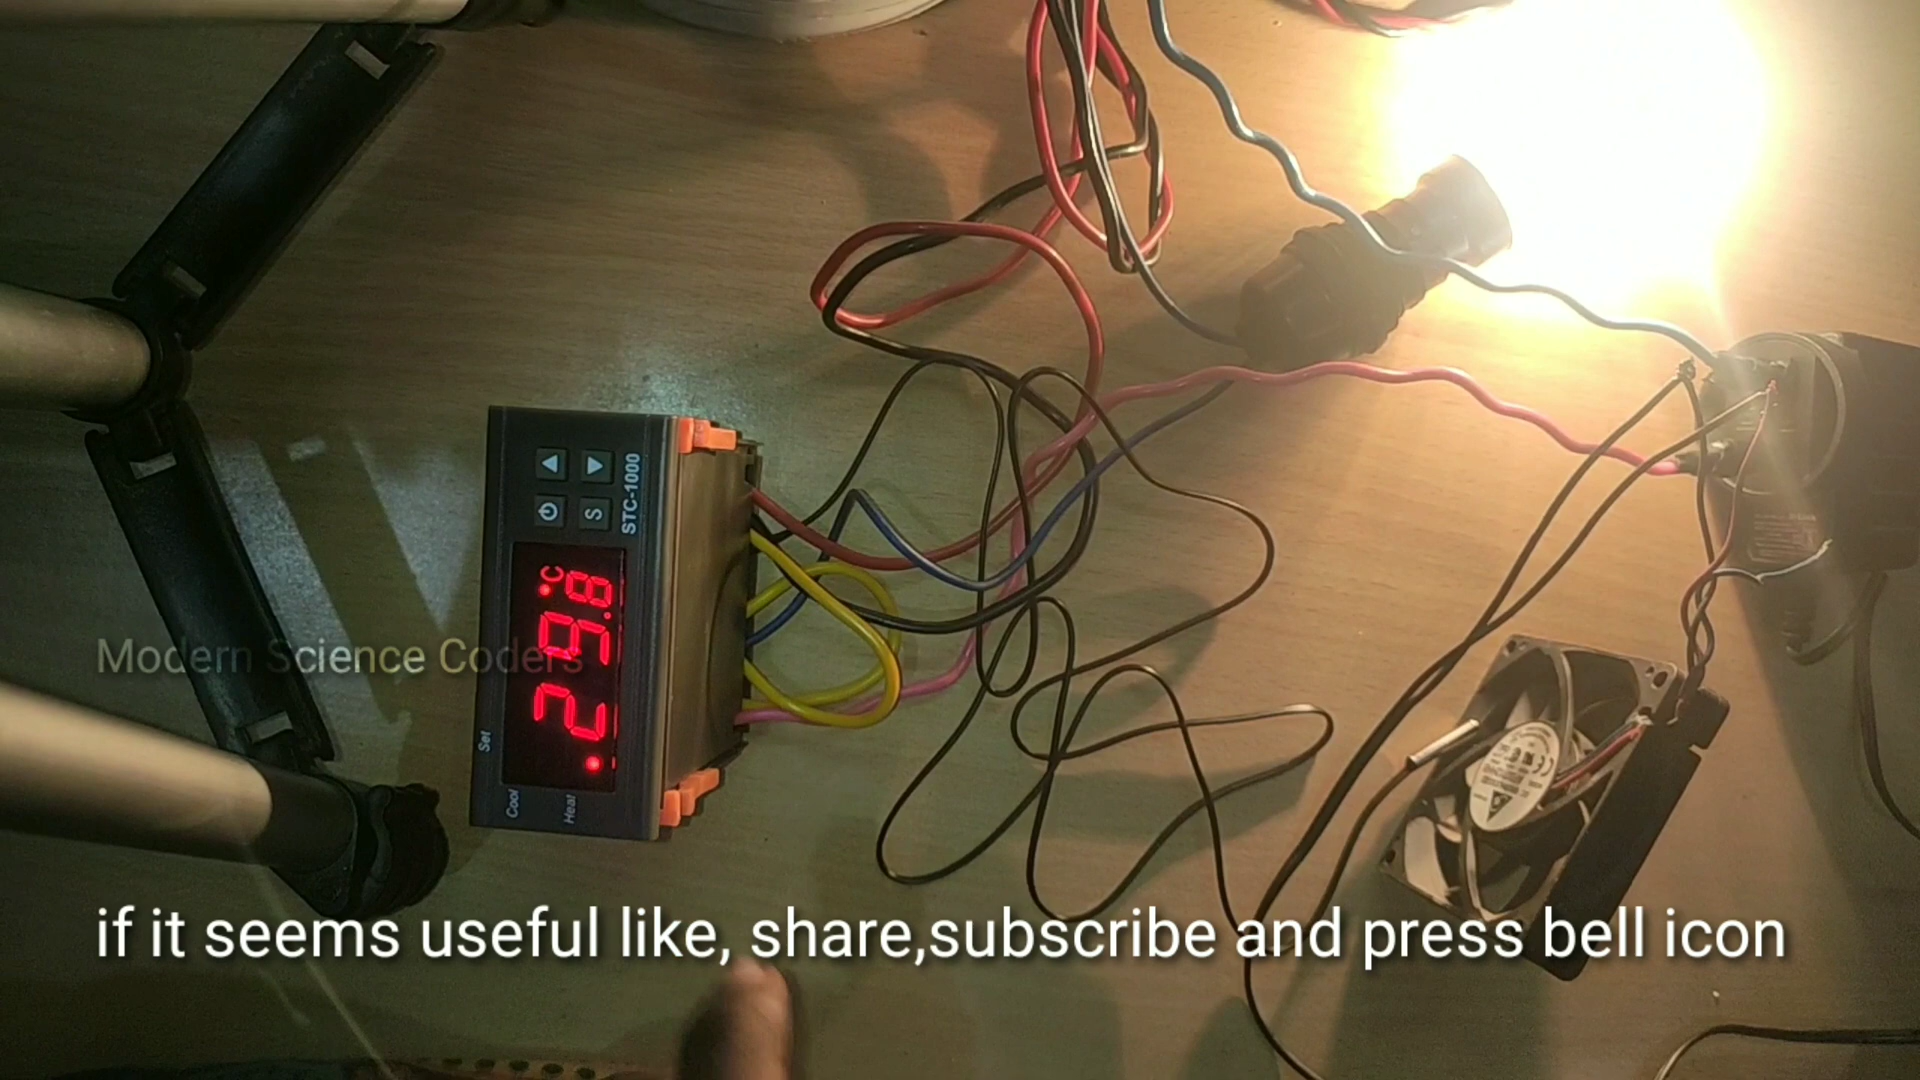 STC-1000
S
29.8 °C
Set
Cool
Heat
Modern Science Coders
if it seems useful like, share,subscribe and press bell icon